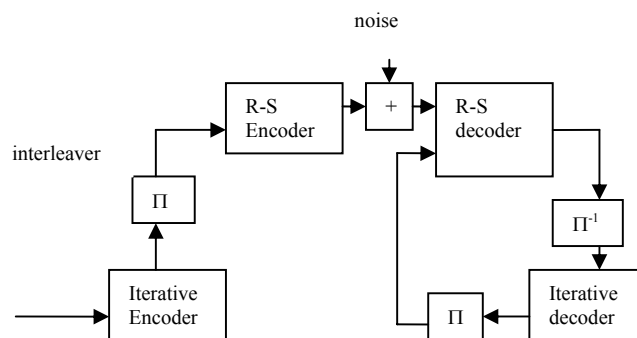 noise
R-S
Encoder
+
R-S
decoder
interleaver
Π
Π-1
Iterative
Encoder
Π
Iterative
decoder